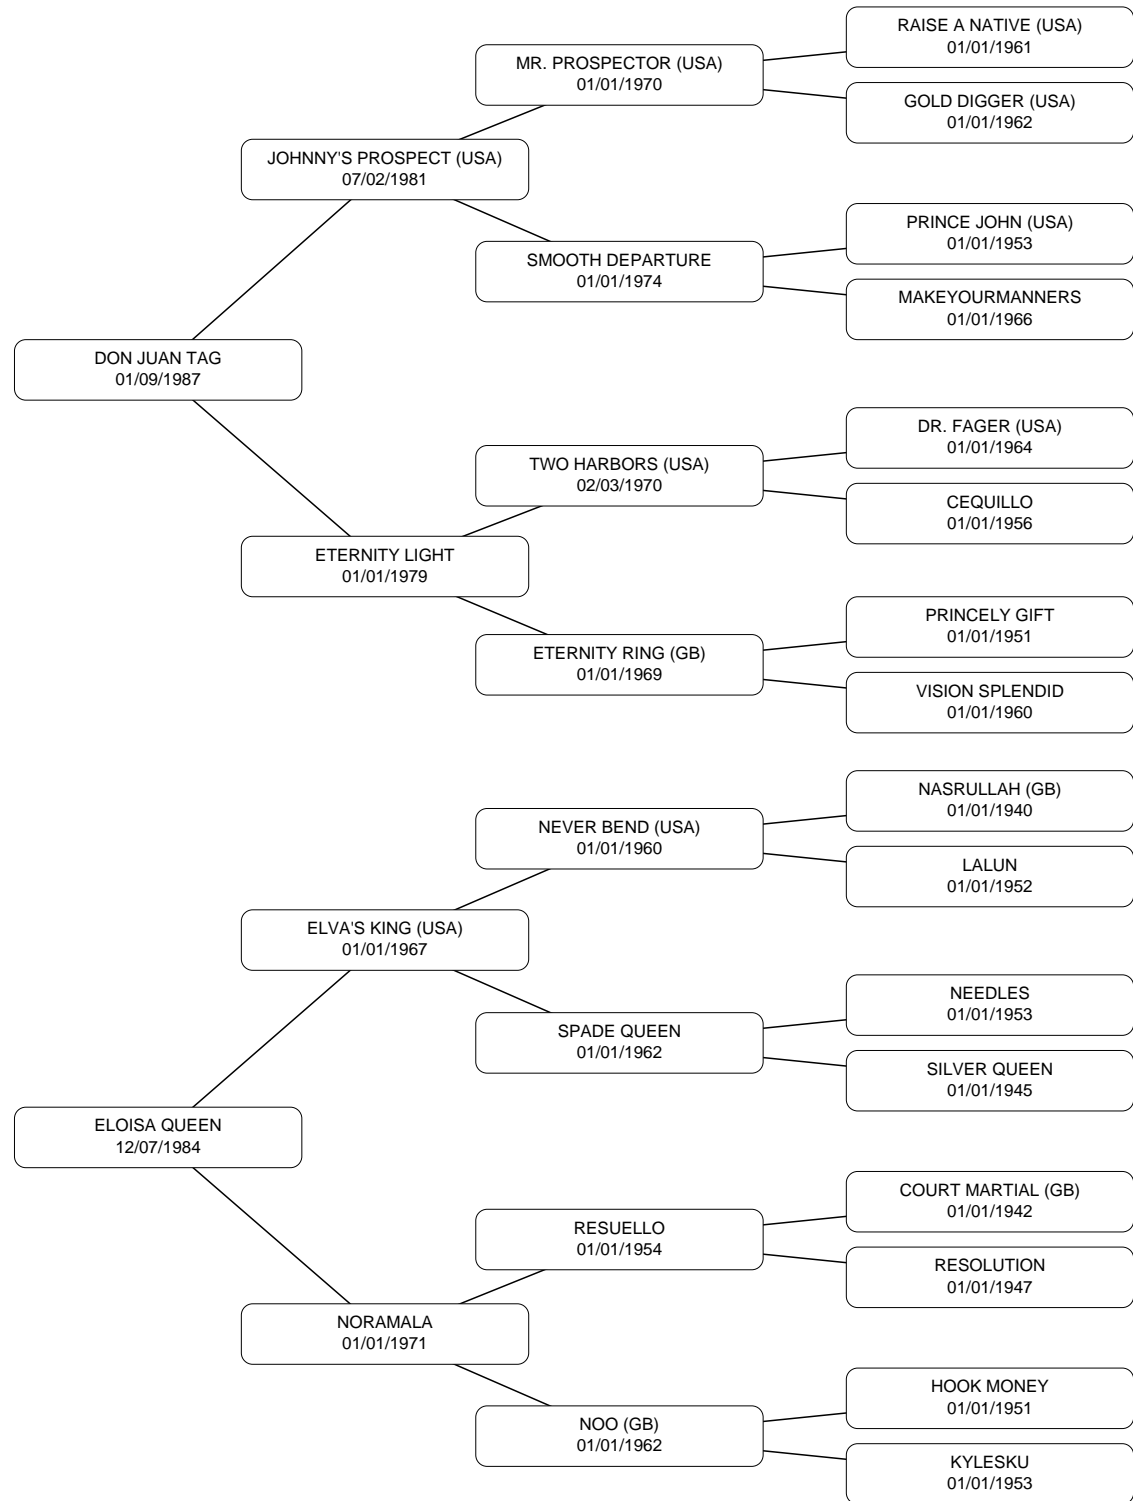 RAISE A NATIVE (USA)
01/01/1961
MR. PROSPECTOR (USA)
01/01/1970
GOLD DIGGER (USA)
01/01/1962
JOHNNY'S PROSPECT (USA)
07/02/1981
PRINCE JOHN (USA)
01/01/1953
SMOOTH DEPARTURE
01/01/1974
MAKEYOURMANNERS
01/01/1966
DON JUAN TAG
01/09/1987
DR. FAGER (USA)
01/01/1964
TWO HARBORS (USA)
02/03/1970
CEQUILLO
01/01/1956
ETERNITY LIGHT
01/01/1979
PRINCELY GIFT
01/01/1951
ETERNITY RING (GB)
01/01/1969
VISION SPLENDID
01/01/1960
NASRULLAH (GB)
01/01/1940
NEVER BEND (USA)
01/01/1960
LALUN
01/01/1952
ELVA'S KING (USA)
01/01/1967
NEEDLES
01/01/1953
SPADE QUEEN
01/01/1962
SILVER QUEEN
01/01/1945
ELOISA QUEEN
12/07/1984
COURT MARTIAL (GB)
01/01/1942
RESUELLO
01/01/1954
RESOLUTION
01/01/1947
NORAMALA
01/01/1971
HOOK MONEY
01/01/1951
NOO (GB)
01/01/1962
KYLESKU
01/01/1953